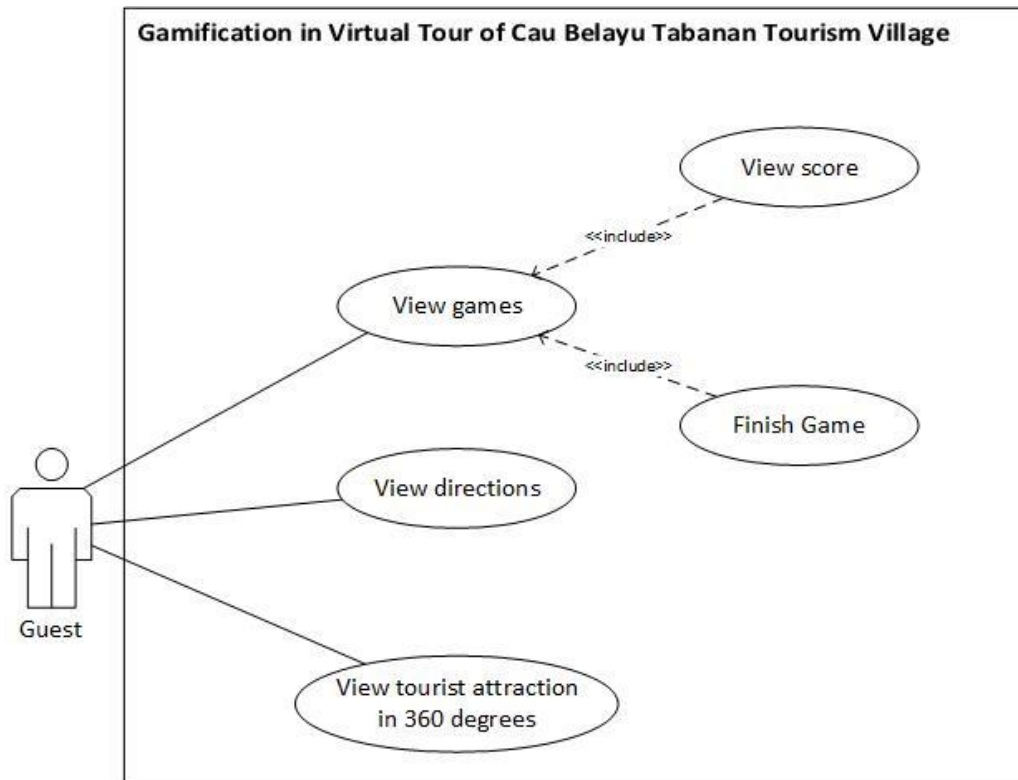 Gamification in Virtual Tour of Cau Belayu Tabanan Tourism Village
View score
<<include>>
View games
<<include>>
Finish Game
View directions
Guest
View tourist attraction
in 360 degrees